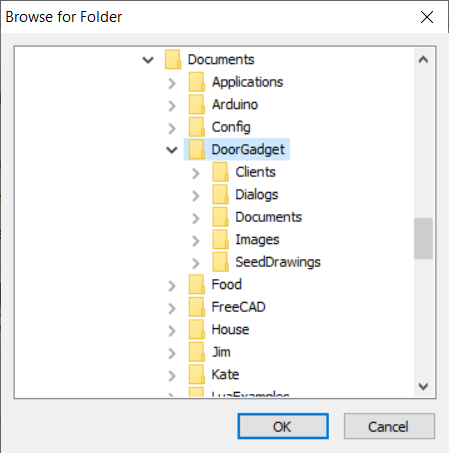 Browse for Folder
Documents
Applications
Arduino
Config
DoorGadget
Clients
Dialogs
Documents
Images
SeedDrawings
Food
FreeCAD
House
Jim
Kate
LuaExamples
OK
Cancel